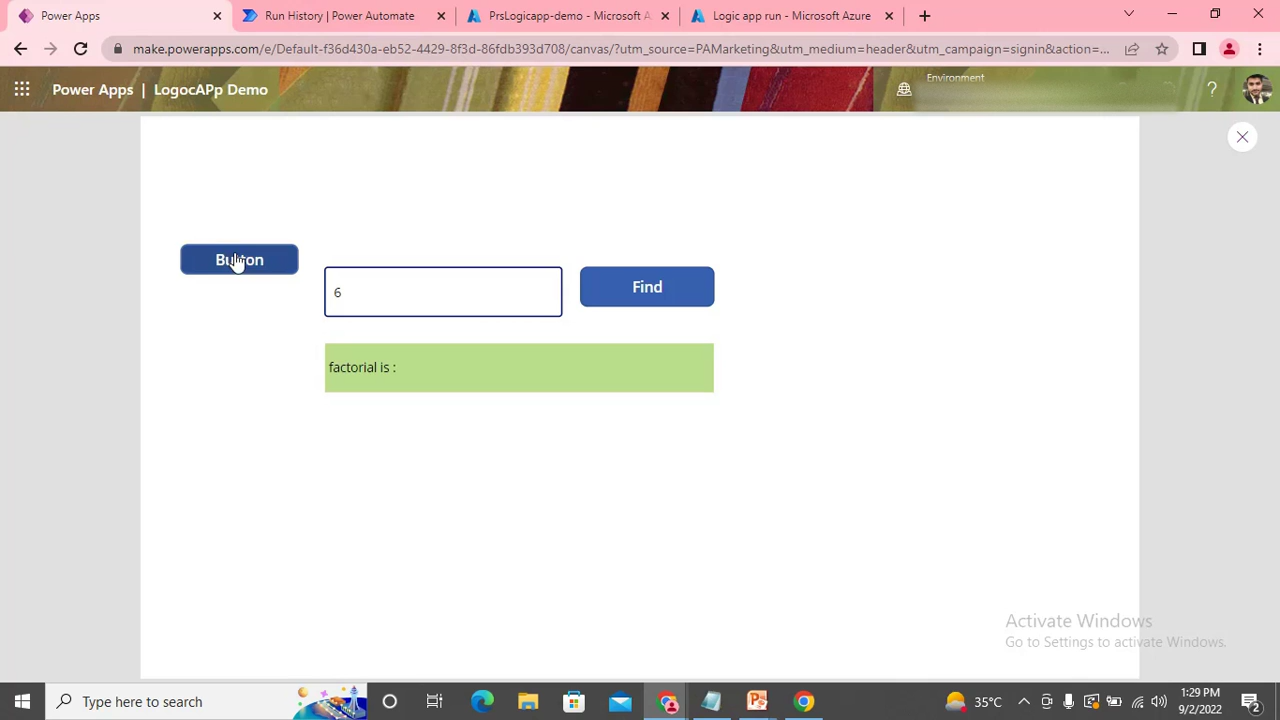 Power Apps
Run History | Power Automate
PrsLogicapp-demo - Microsoft A
Logic app run - Microsoft Azure
make.powerapps.com/e/Default-f36d430a-eb52-4429-8f3d-86fdb393d708/canvas/?utm_source=PAMarketing&utm_medium=header&utm_campaign=signin&action=...
Power Apps | LogocAPp Demo
Environment
?
Button
6
Find
factorial is :
Activate Windows
Go to Settings to activate Windows.
Type here to search
35°C
1:29 PM
9/2/2022
2